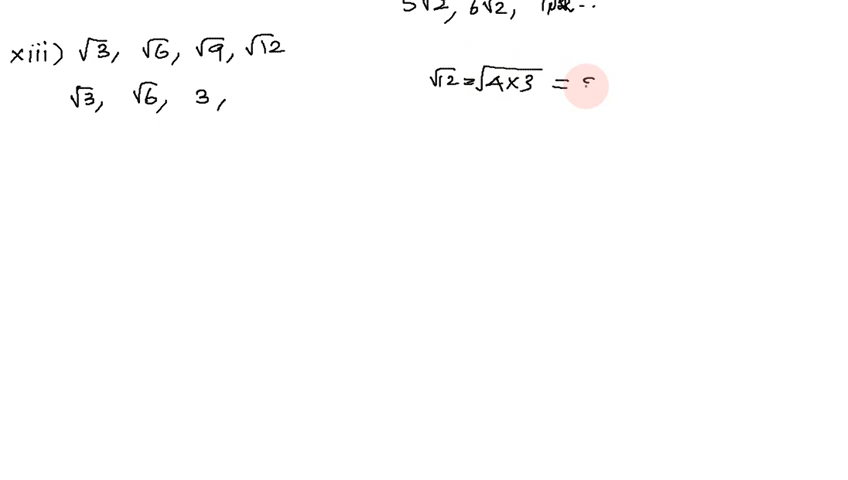 5√2, 6√2,
xiii) √3, √6, √9, √12
√12 = √4×3 =
√3, √6, 3,